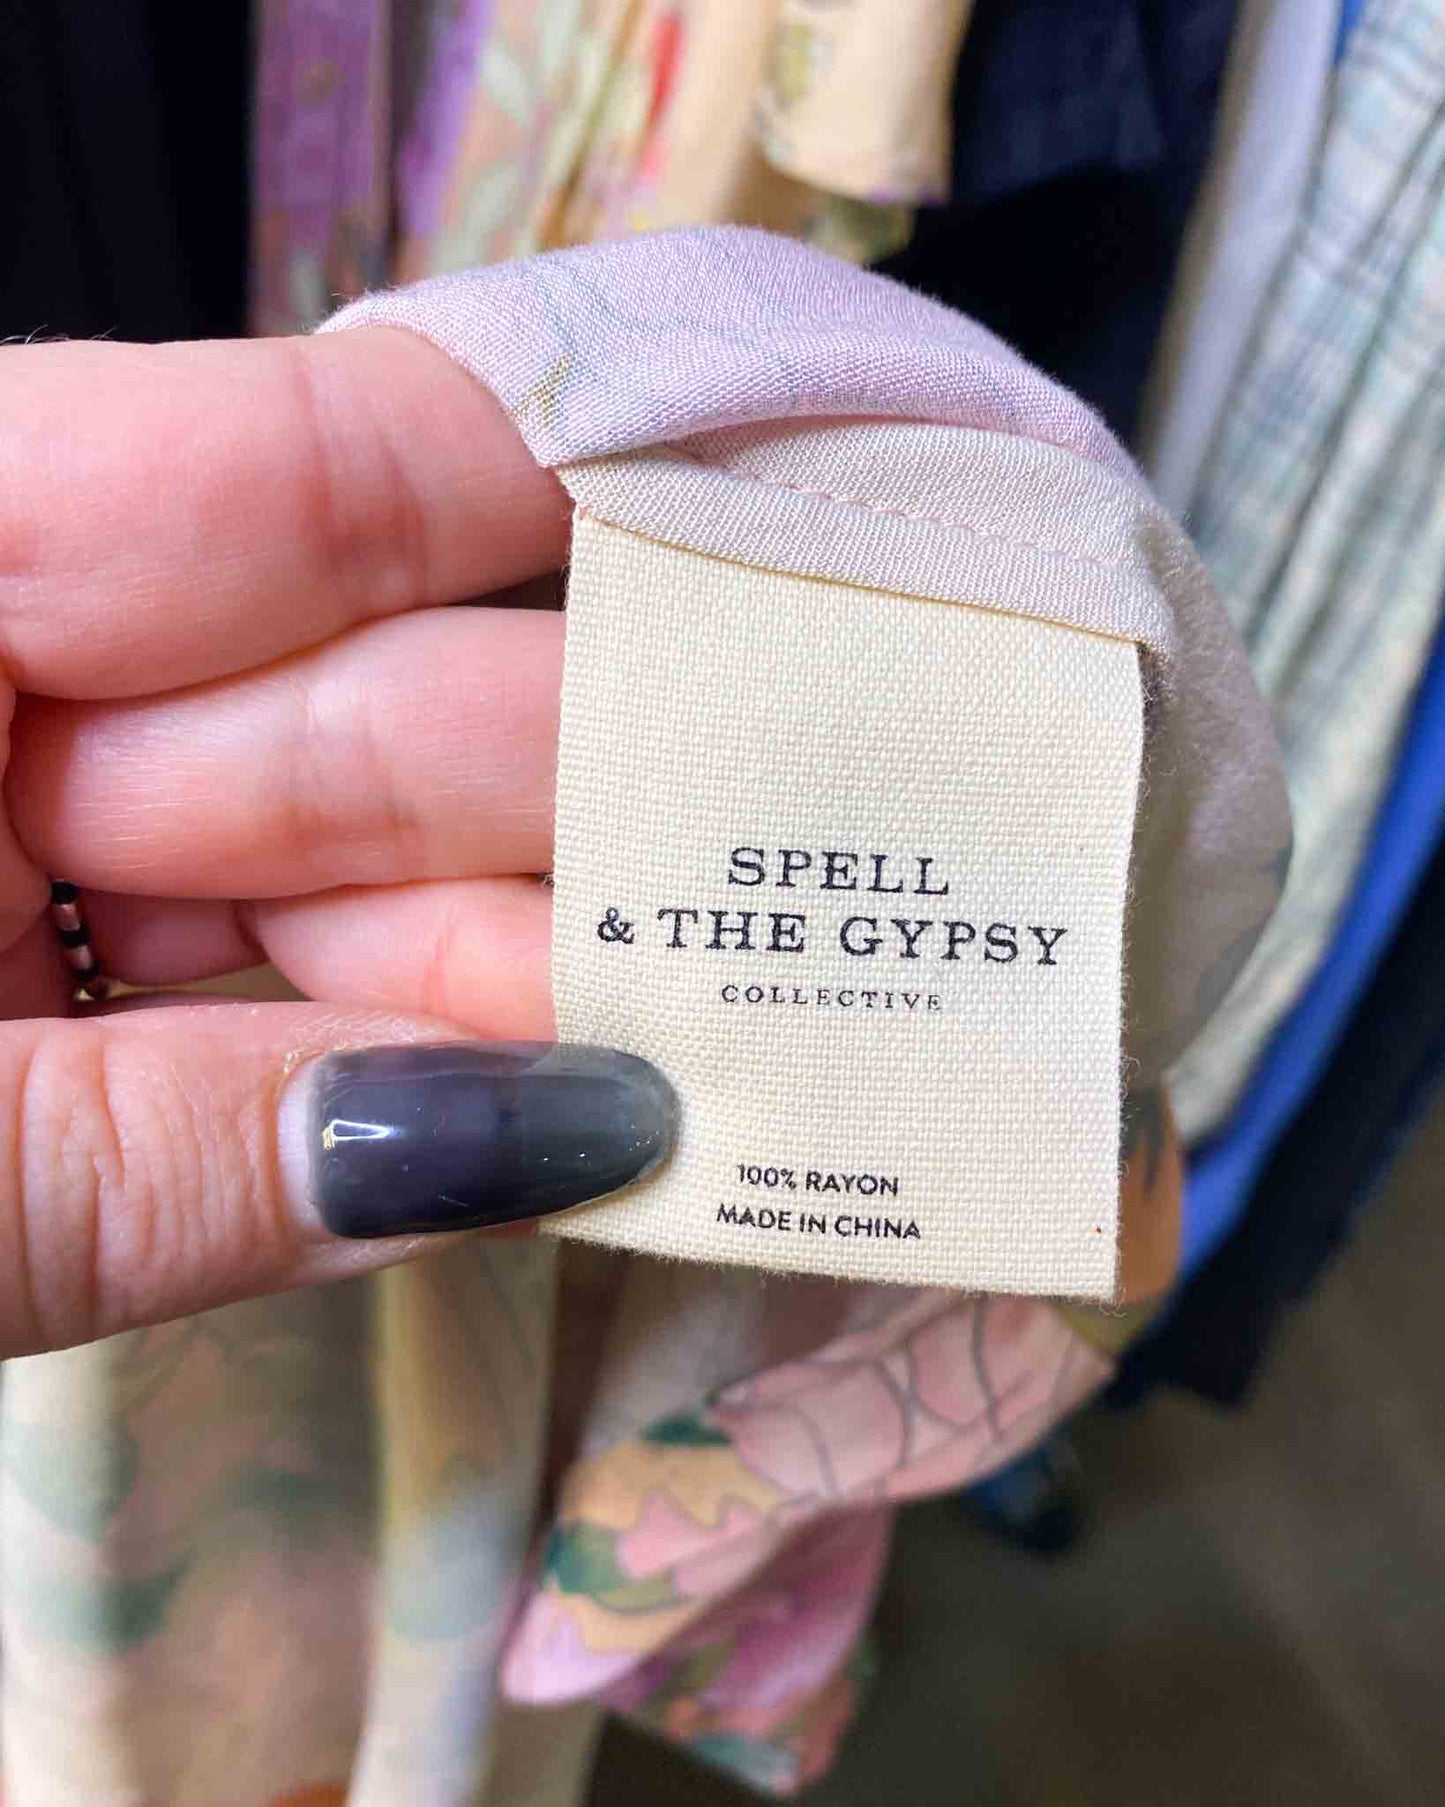 SPELL
& THE GYPSY
COLLECTIVE
100% RAYON
MADE IN CHINA